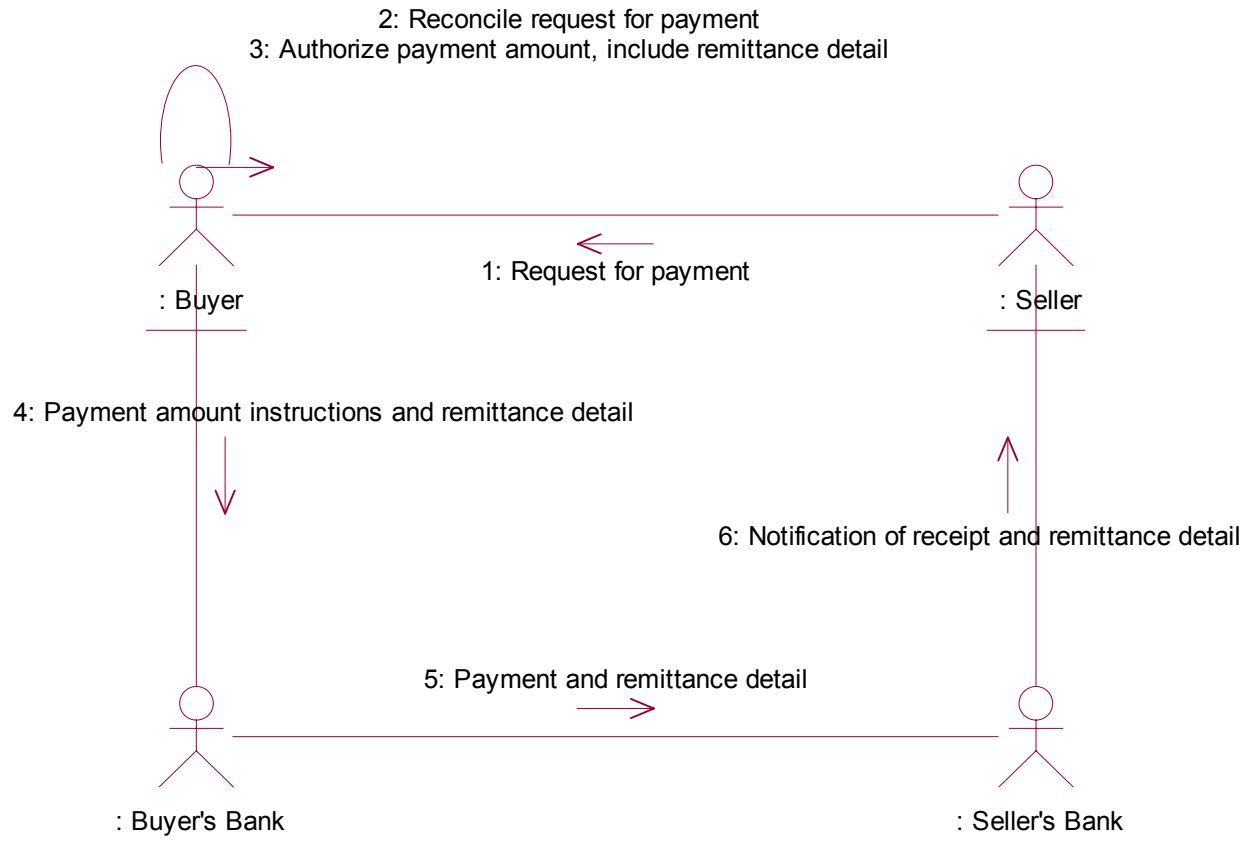 2: Reconcile request for payment
3: Authorize payment amount, include remittance detail
1: Request for payment
: Buyer
: Seller
4: Payment amount instructions and remittance detail
6: Notification of receipt and remittance detail
5: Payment and remittance detail
: Buyer's Bank
: Seller's Bank